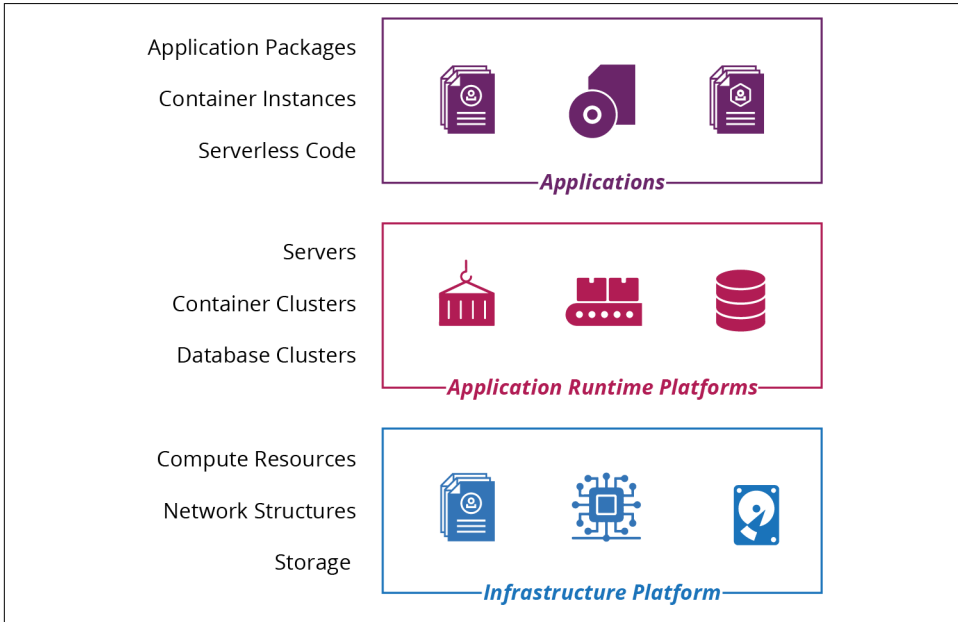 Application Packages
Container Instances
Serverless Code
Applications
Servers
Container Clusters
Database Clusters
Application Runtime Platforms
Compute Resources
Network Structures
Storage
Infrastructure Platform